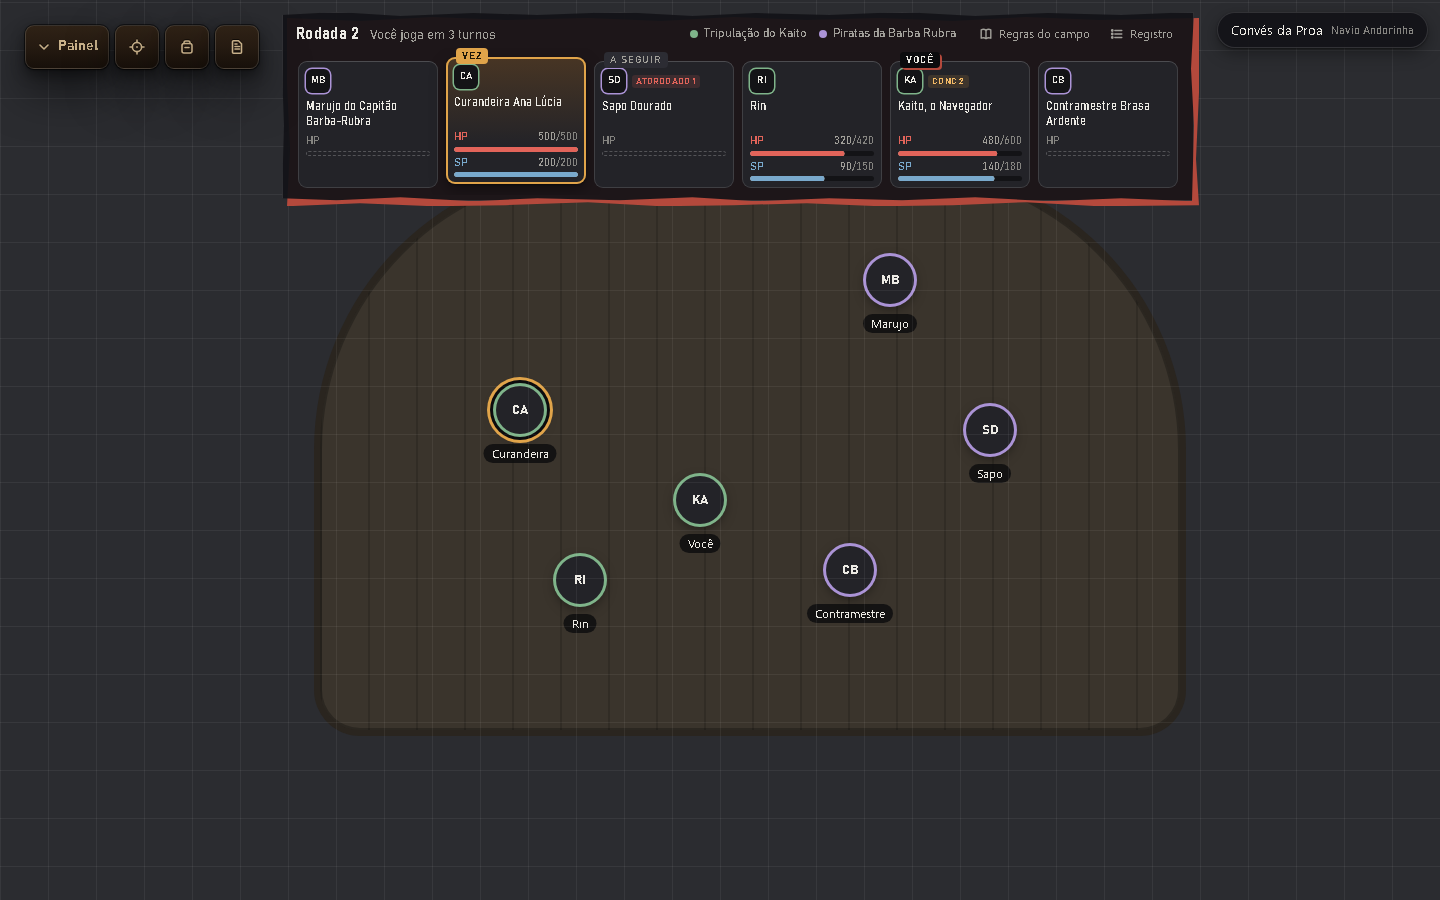 Painel
Rodada 2 Você joga em 3 turnos
Tripulação do Kaito Piratas da Barba Rubra Regras do campo Registro
Convés da Proa Navio Andorinha
MB
Marujo do Capitão
Barba-Rubra
HP
VEZ
CA
Curandeira Ana Lúcia
HP 500/500
SP 200/200
A SEGUIR
SD ATORDOADO 1
Sapo Dourado
HP
RI
Rin
HP 320/420
SP 90/150
VOCÊ
KA CONC 2
Kaito, o Navegador
HP 480/600
SP 140/180
CB
Contramestre Brasa
Ardente
HP
MB
Marujo
CA
Curandeira
SD
Sapo
KA
Você
CB
Contramestre
RI
Rin